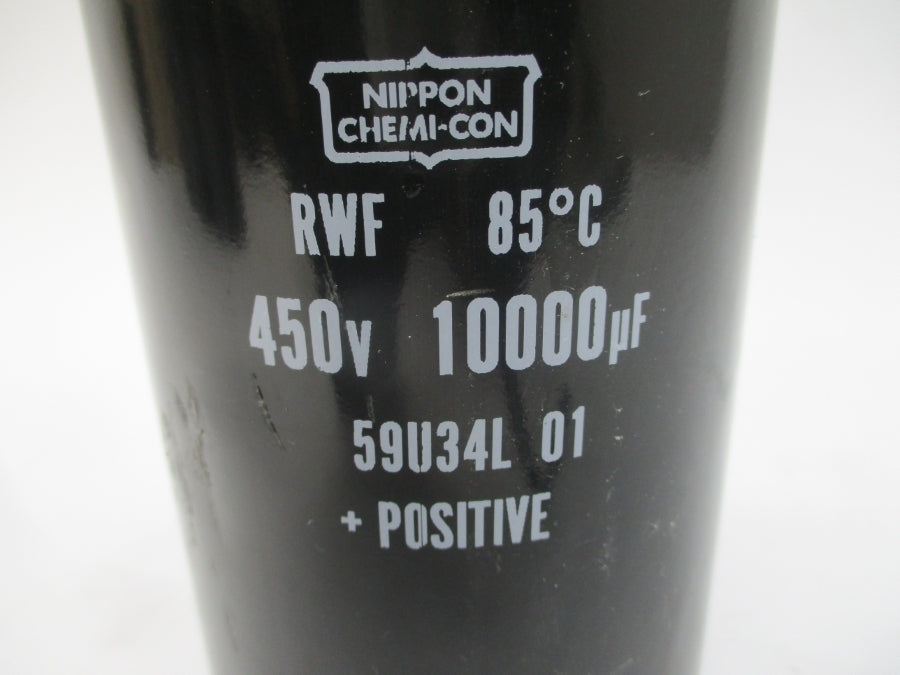 NIPPON
CHEMI-CON
RWF 85°C
450V 10000µF
59U34L 01
+ POSITIVE